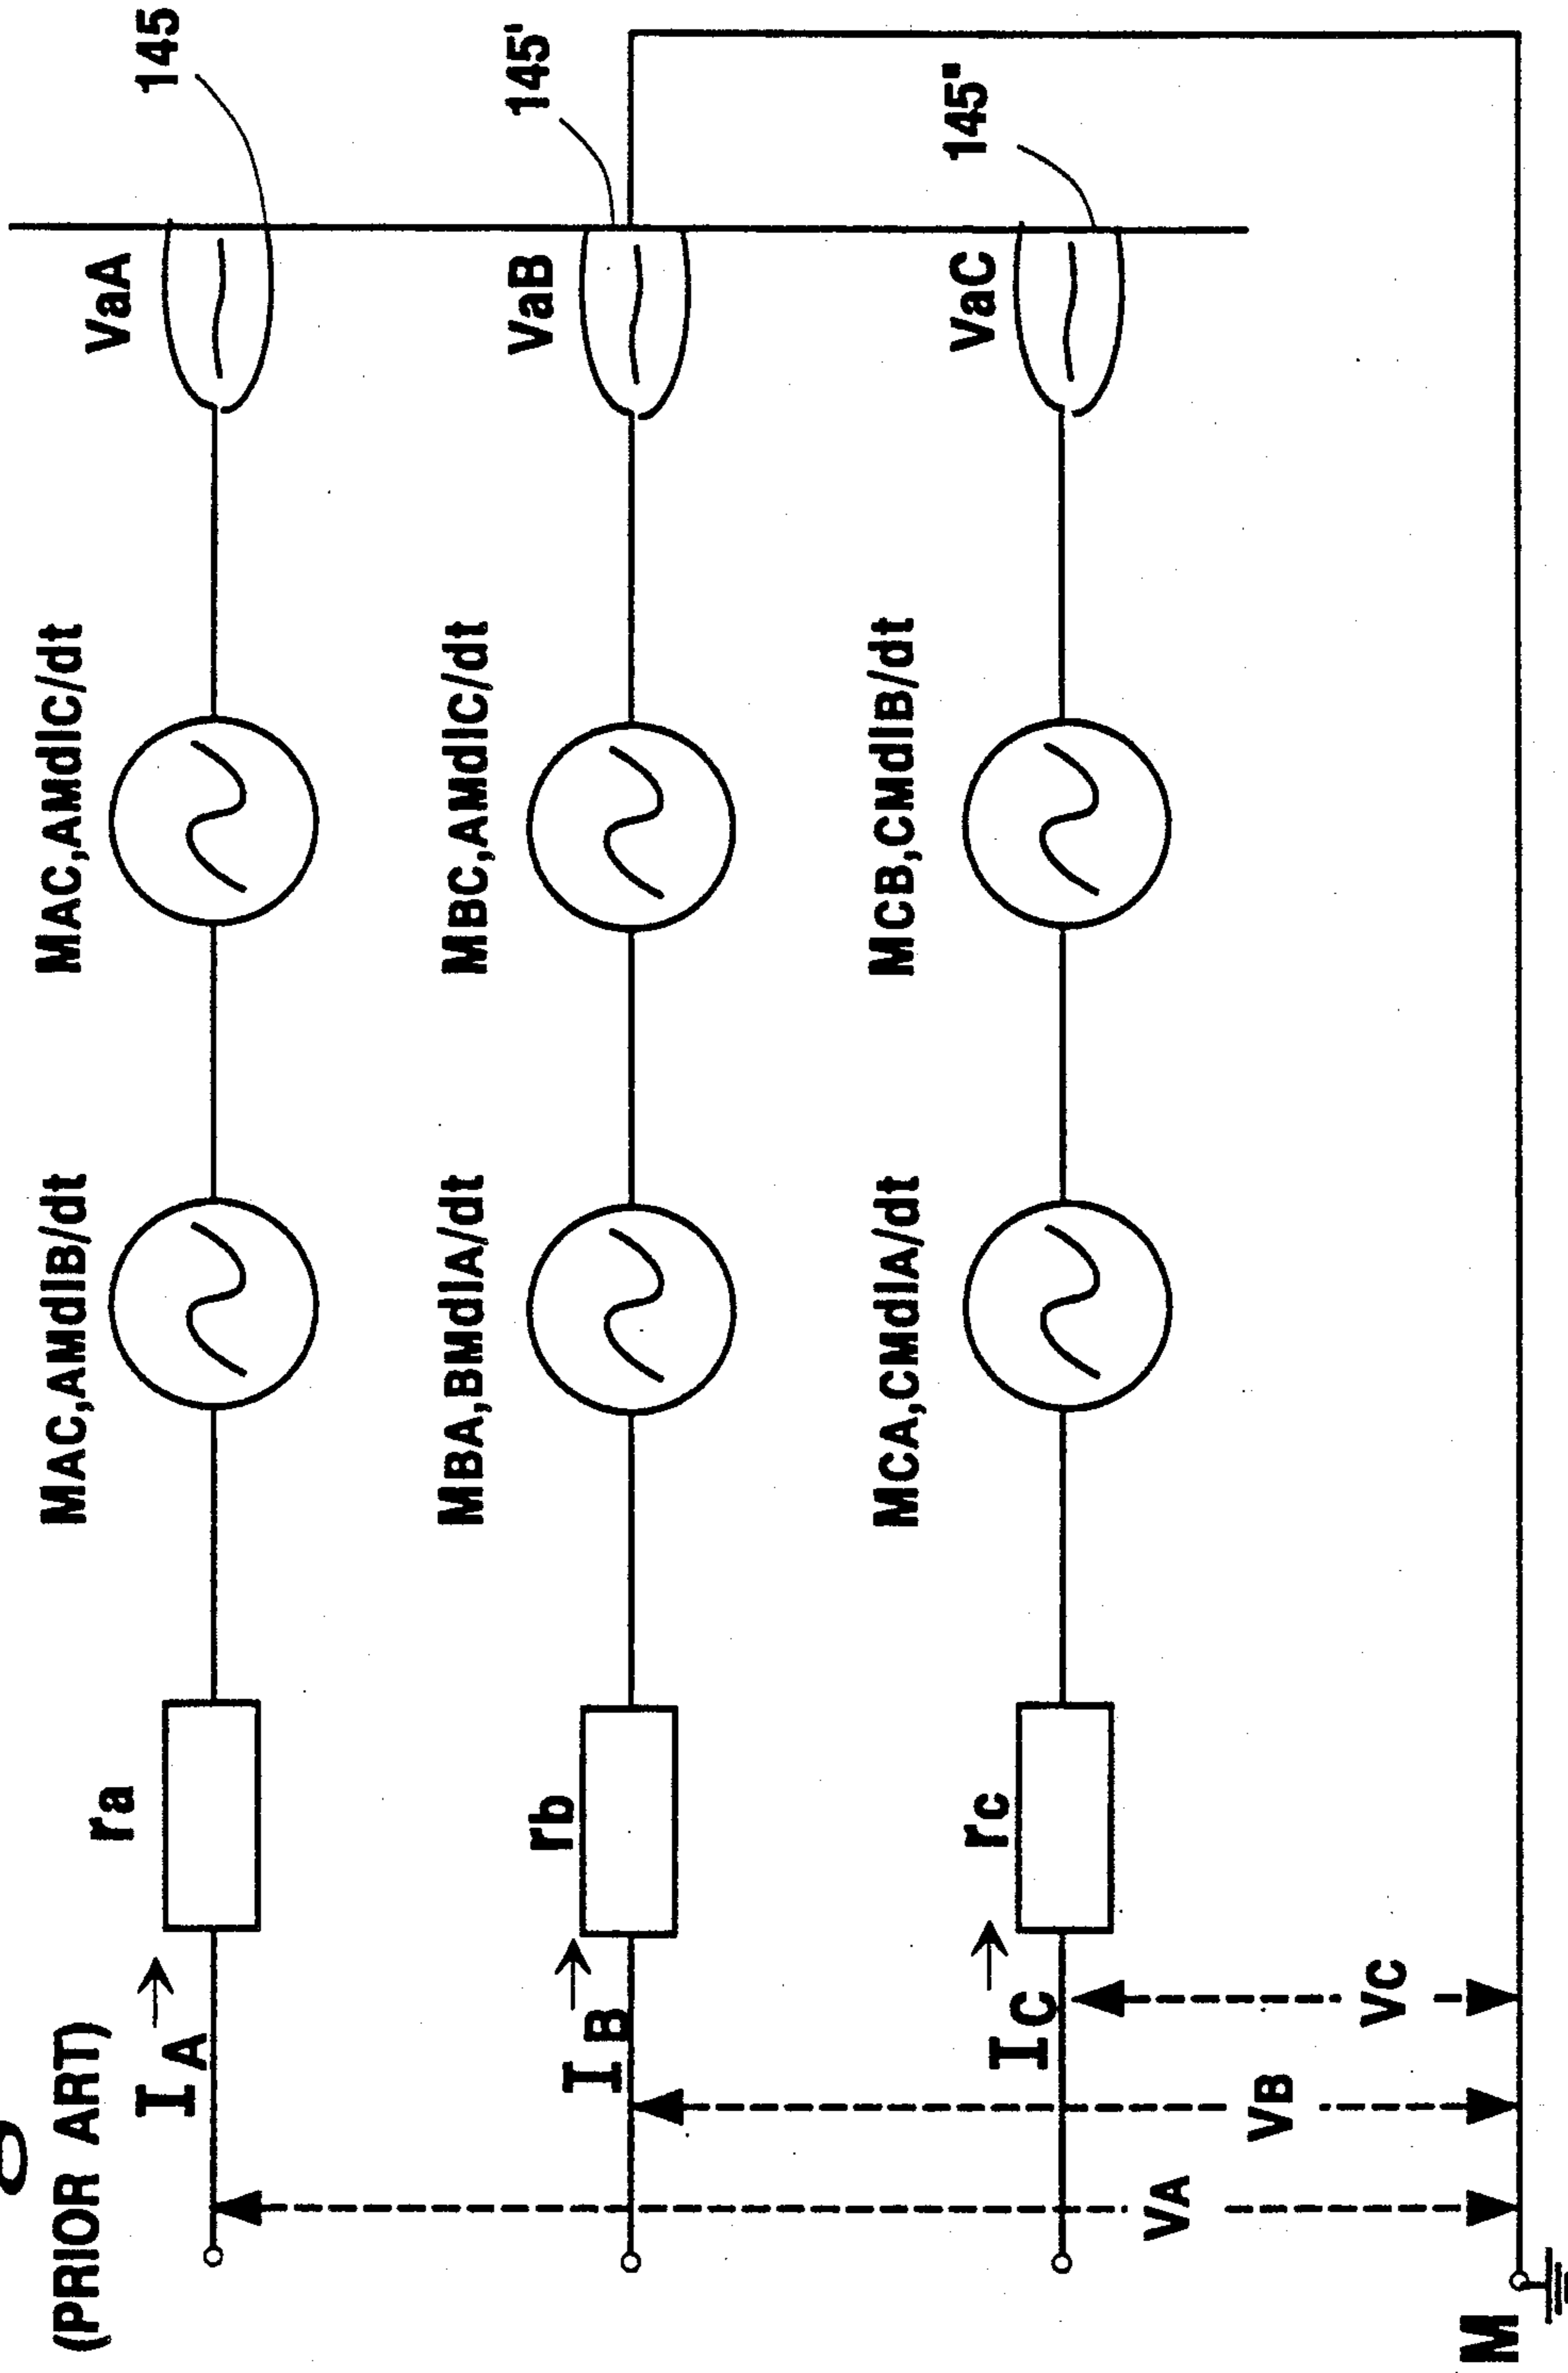 (PRIOR ART)
IA
ra
MAC,AMdIB/dt
MAC,AMdIC/dt
VaA
145
IB
rb
MBA,BMdIA/dt
MBC,AMdIC/dt
VaB
145'
IC
rc
MCA,CMdIA/dt
MCB,CMdIB/dt
VaC
145"
VA
VB
VC
M